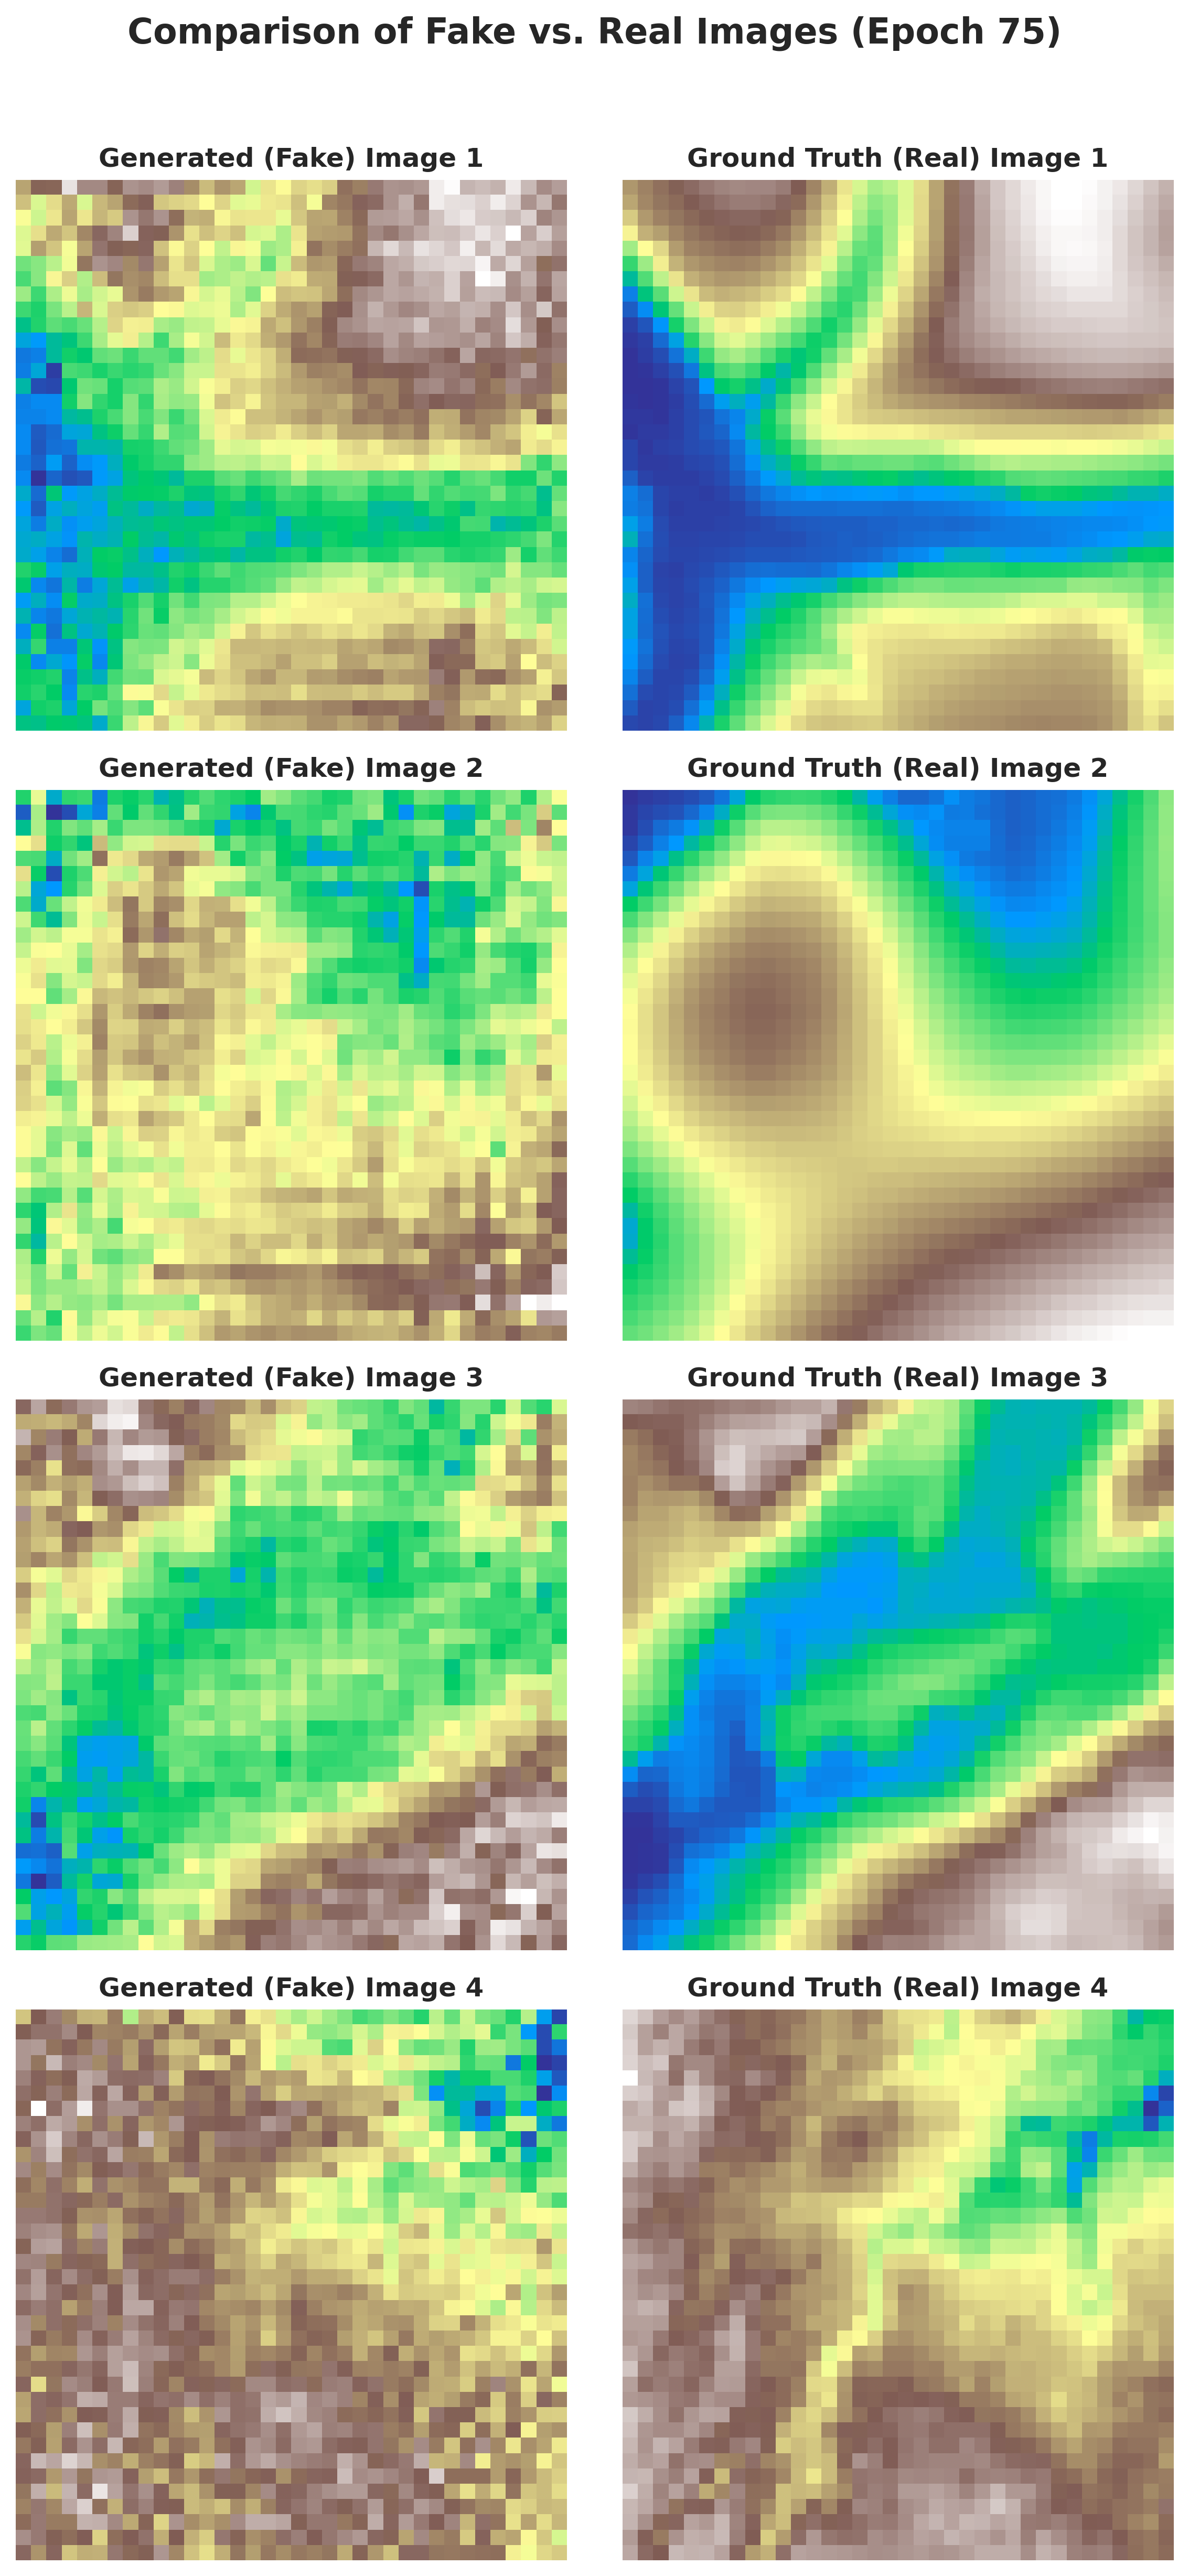 Comparison of Fake vs. Real Images (Epoch 75)
Generated (Fake) Image 1
Ground Truth (Real) Image 1
Generated (Fake) Image 2
Ground Truth (Real) Image 2
Generated (Fake) Image 3
Ground Truth (Real) Image 3
Generated (Fake) Image 4
Ground Truth (Real) Image 4